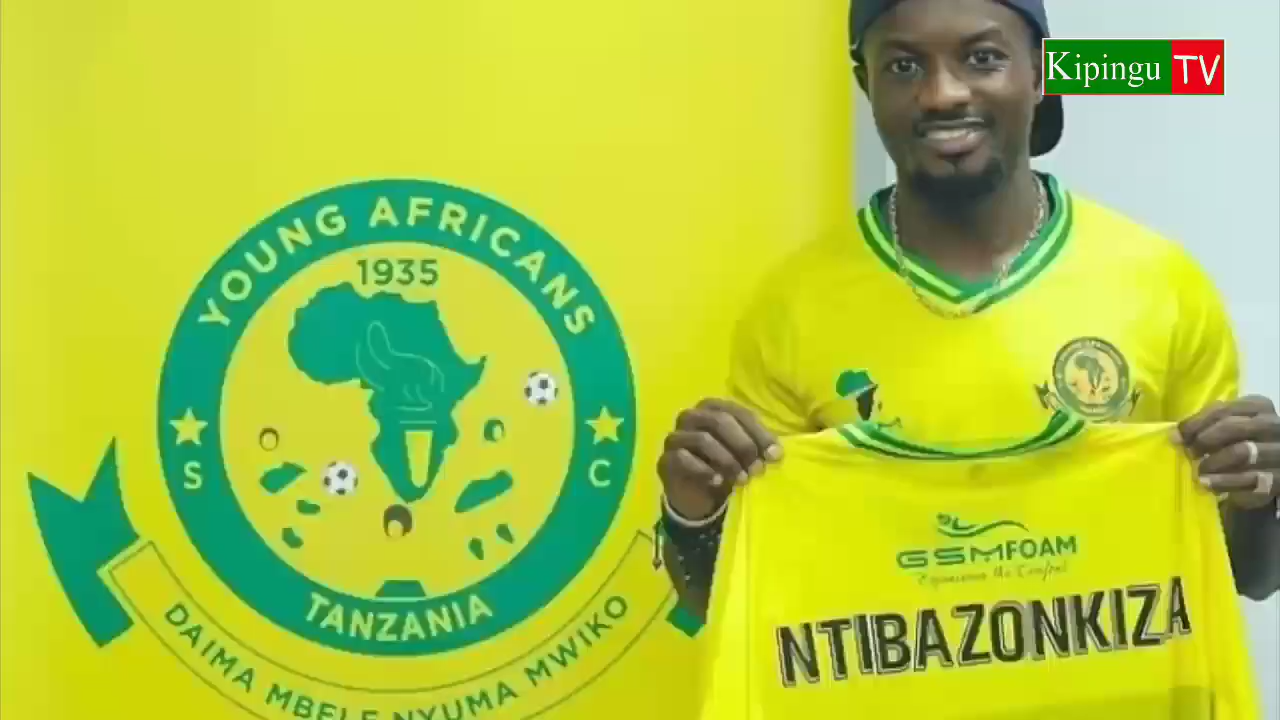 Kipingu TV
YOUNG AFRICANS
1935
S C
TANZANIA
DAIMA MBELE NYUMA MWIKO
GSMFOAM
NTIBAZONKIZA